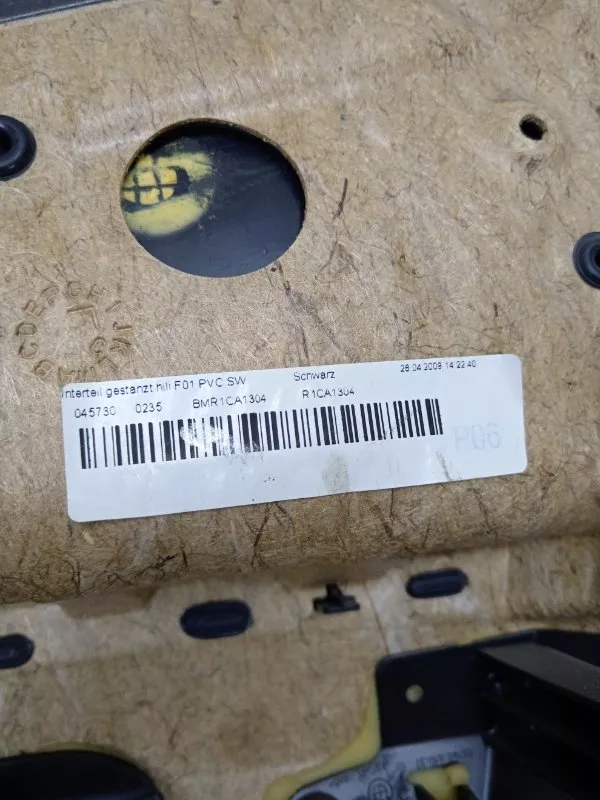 Unterteil gestanzt hili F01 PVC SW Schwarz 28.04.2009 14:22:40
045730 0235 BMR1CA1304 R1CA1304
P06